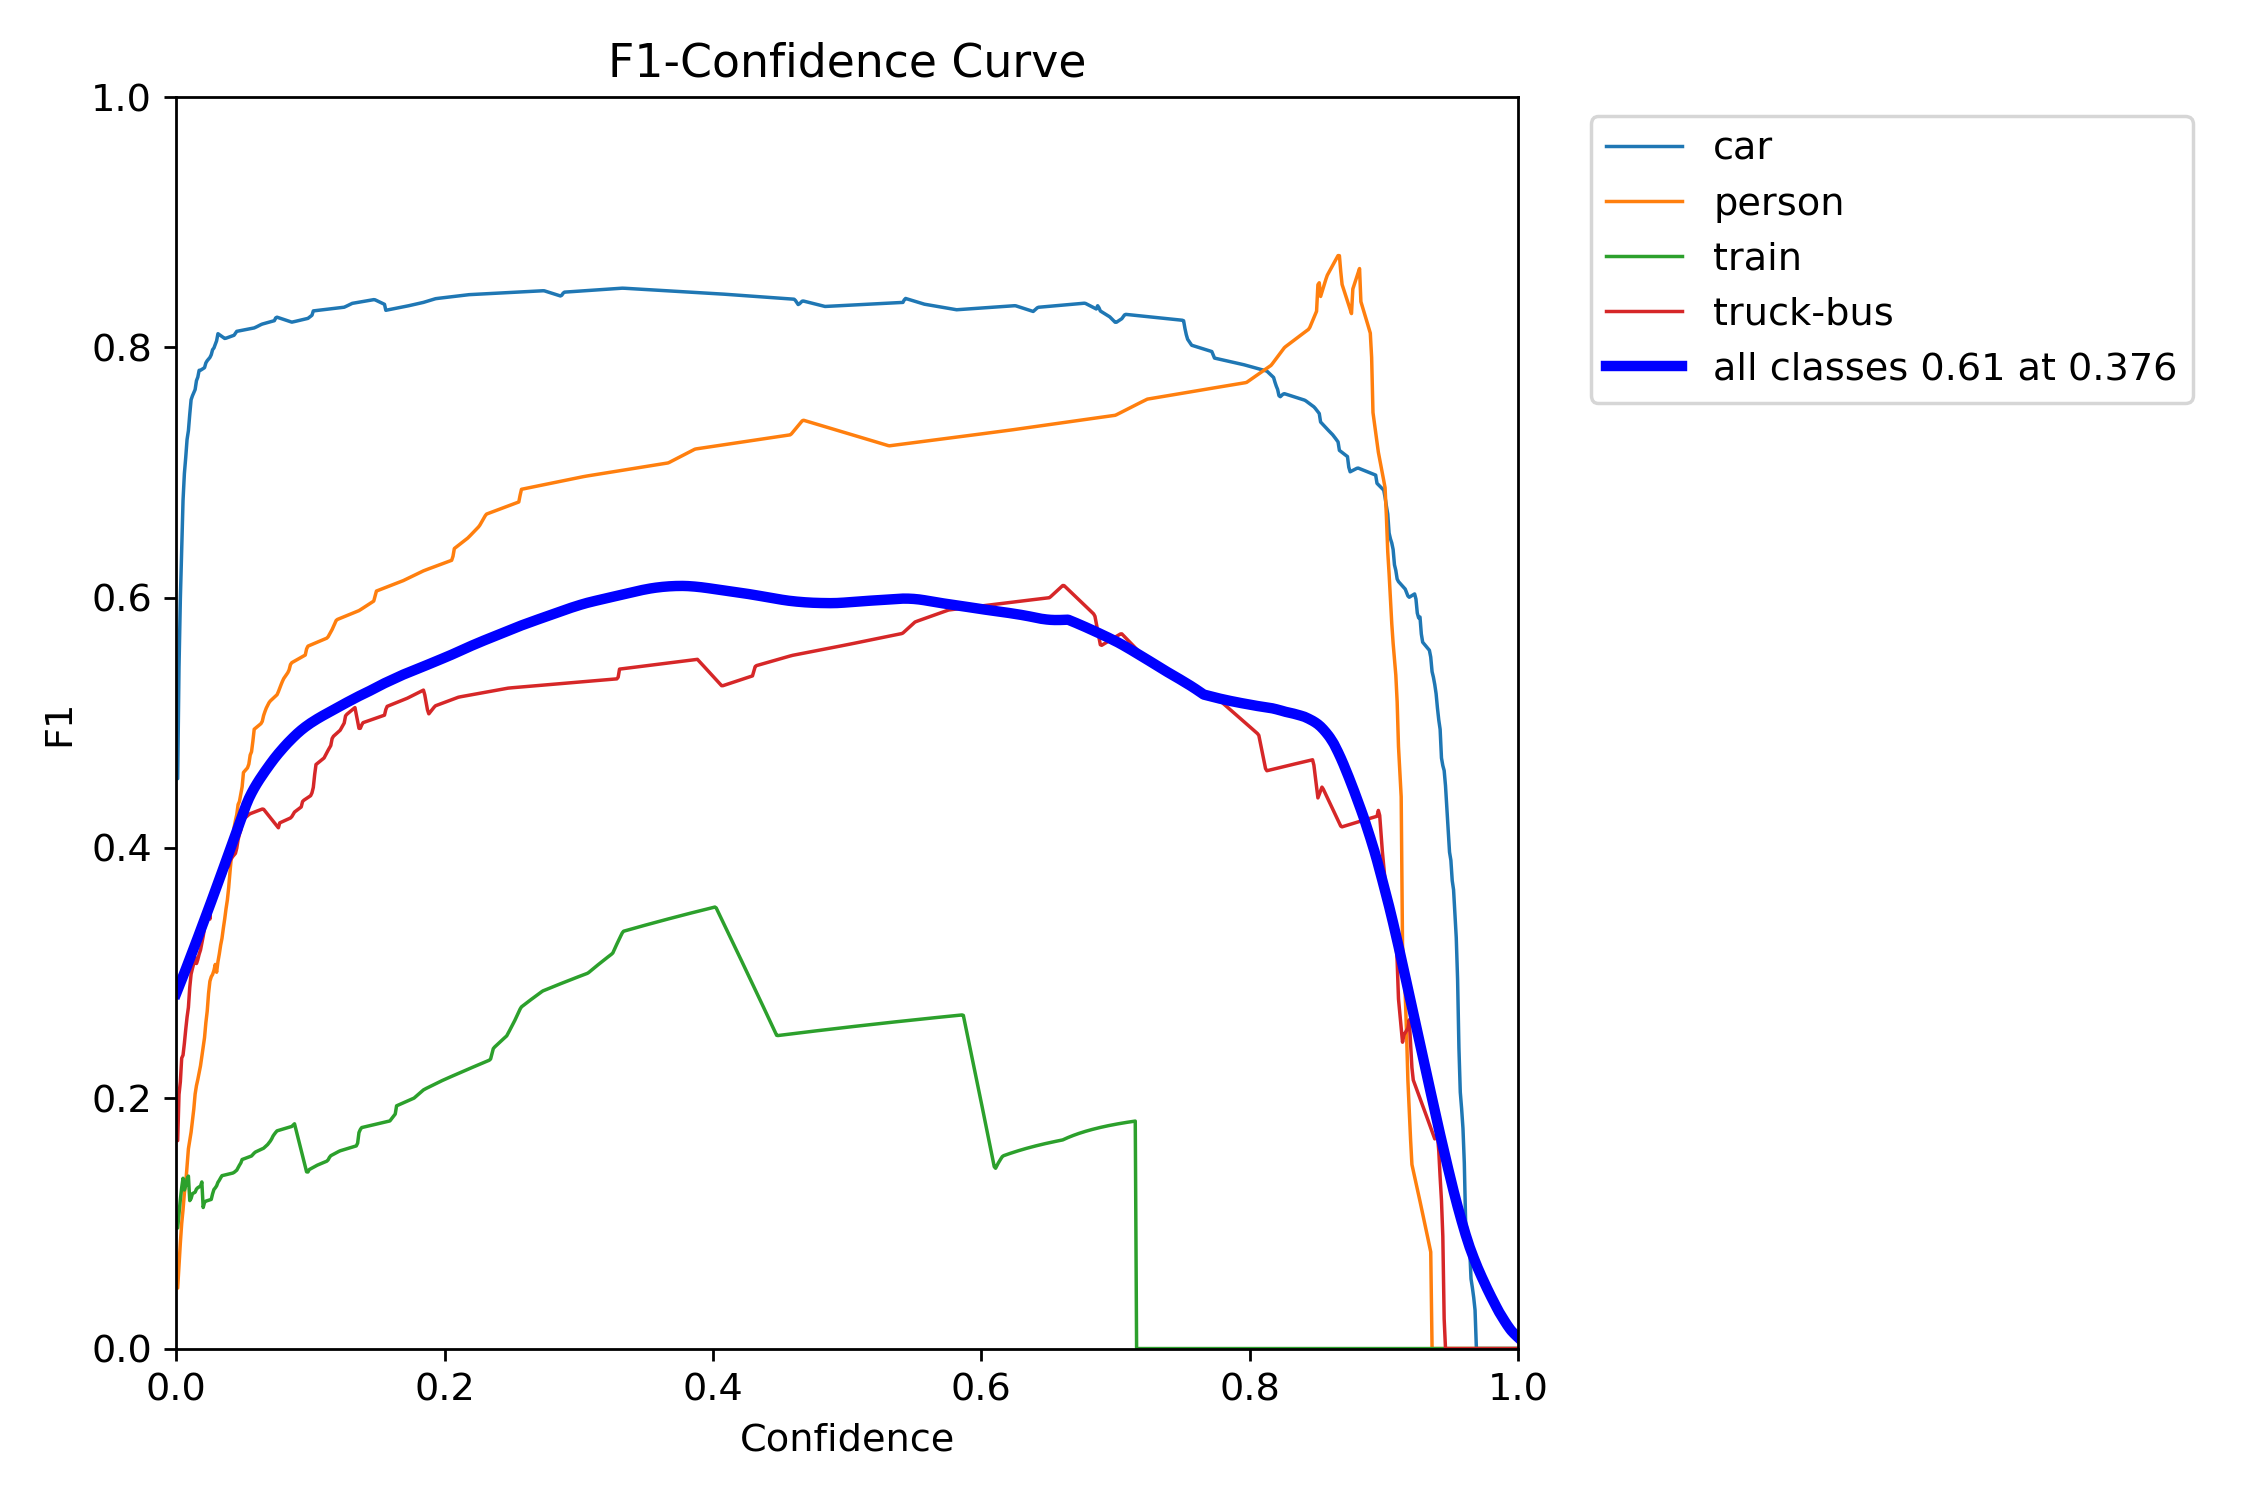 F1-Confidence Curve
1.0
0.8
0.6
0.4
0.2
0.0
F1
0.0 0.2 0.4 0.6 0.8 1.0
Confidence
car
person
train
truck-bus
all classes 0.61 at 0.376